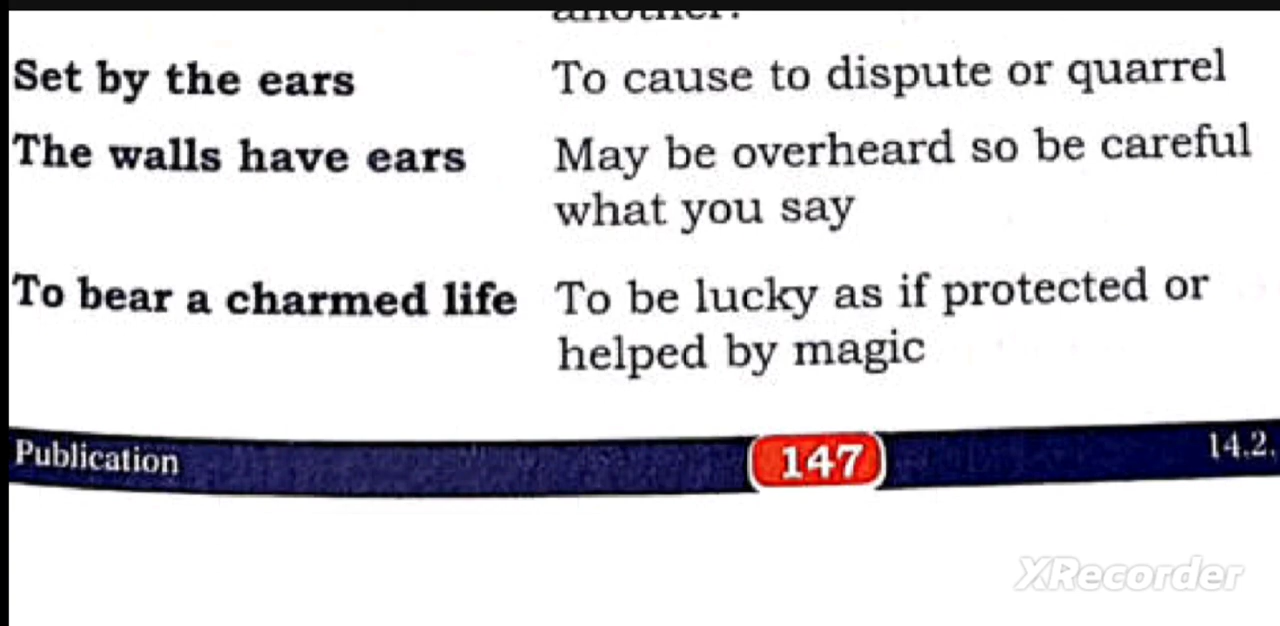 another.
Set by the ears To cause to dispute or quarrel
The walls have ears May be overheard so be careful
what you say
To bear a charmed life To be lucky as if protected or
helped by magic
Publication 147 14.2.
XRecorder